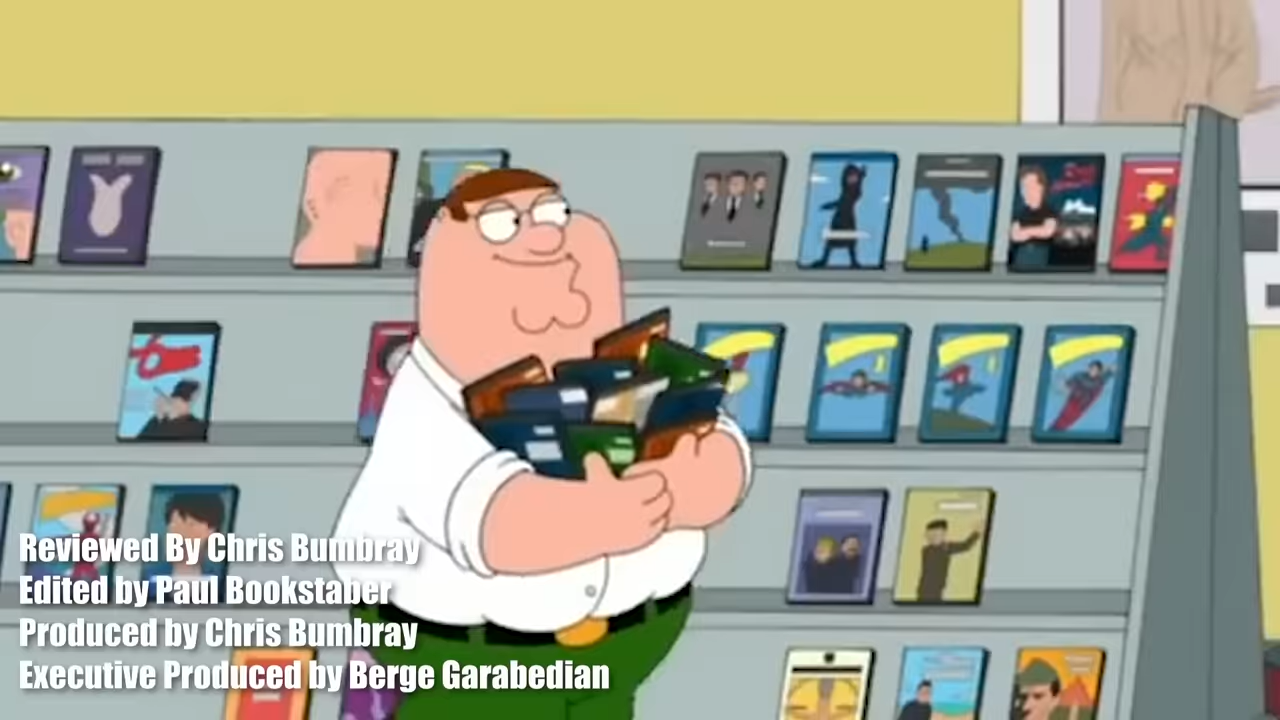 Reviewed By Chris Bumbray
Edited by Paul Bookstaber
Produced by Chris Bumbray
Executive Produced by Berge Garabedian